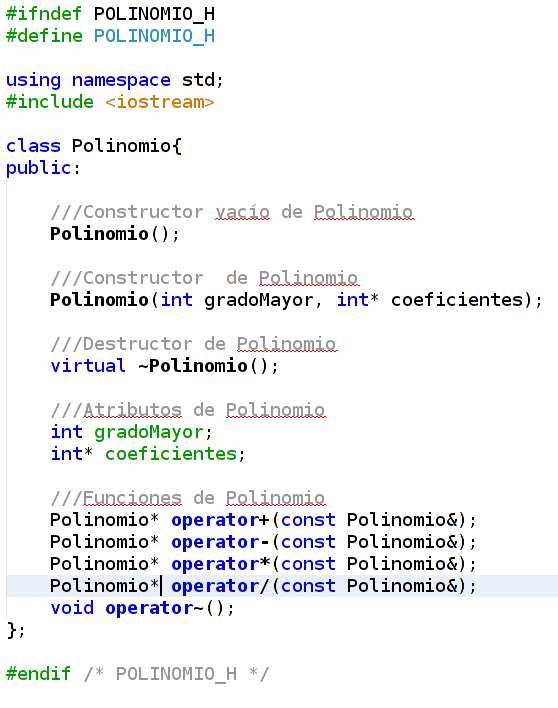 #ifndef POLINOMIO_H
#define POLINOMIO_H
using namespace std;
#include <iostream>
class Polinomio{
public:
///Constructor vacío de Polinomio
Polinomio();
///Constructor  de Polinomio
Polinomio(int gradoMayor, int* coeficientes);
///Destructor de Polinomio
virtual ~Polinomio();
///Atributos de Polinomio
int gradoMayor;
int* coeficientes;
///Funciones de Polinomio
Polinomio* operator+(const Polinomio&);
Polinomio* operator-(const Polinomio&);
Polinomio* operator*(const Polinomio&);
Polinomio* operator/(const Polinomio&);
void operator~();
};
#endif /* POLINOMIO_H */